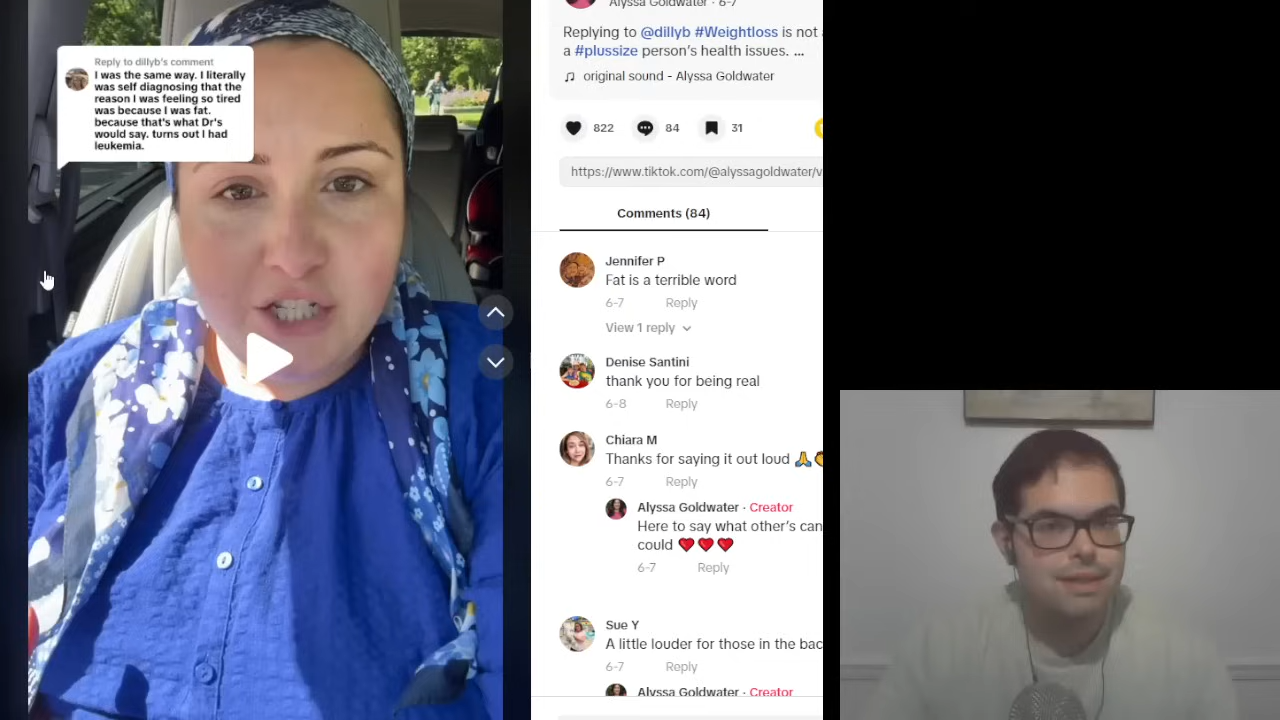 Reply to dillyb's comment
I was the same way. I literally
was self diagnosing that the
reason I was feeling so tired
was because I was fat.
because that's what Dr's
would say. turns out I had
leukemia.
Alyssa Goldwater · 6-7
Replying to @dillyb #Weightloss is not
a #plussize person's health issues. ...
original sound - Alyssa Goldwater
822 84 31
https://www.tiktok.com/@alyssagoldwater/v
Comments (84)
Jennifer P
Fat is a terrible word
6-7 Reply
View 1 reply
Denise Santini
thank you for being real
6-8 Reply
Chiara M
Thanks for saying it out loud 🙏
6-7 Reply
Alyssa Goldwater · Creator
Here to say what other's can
could ❤️❤️❤️
6-7 Reply
Sue Y
A little louder for those in the bac
6-7 Reply
Alyssa Goldwater · Creator